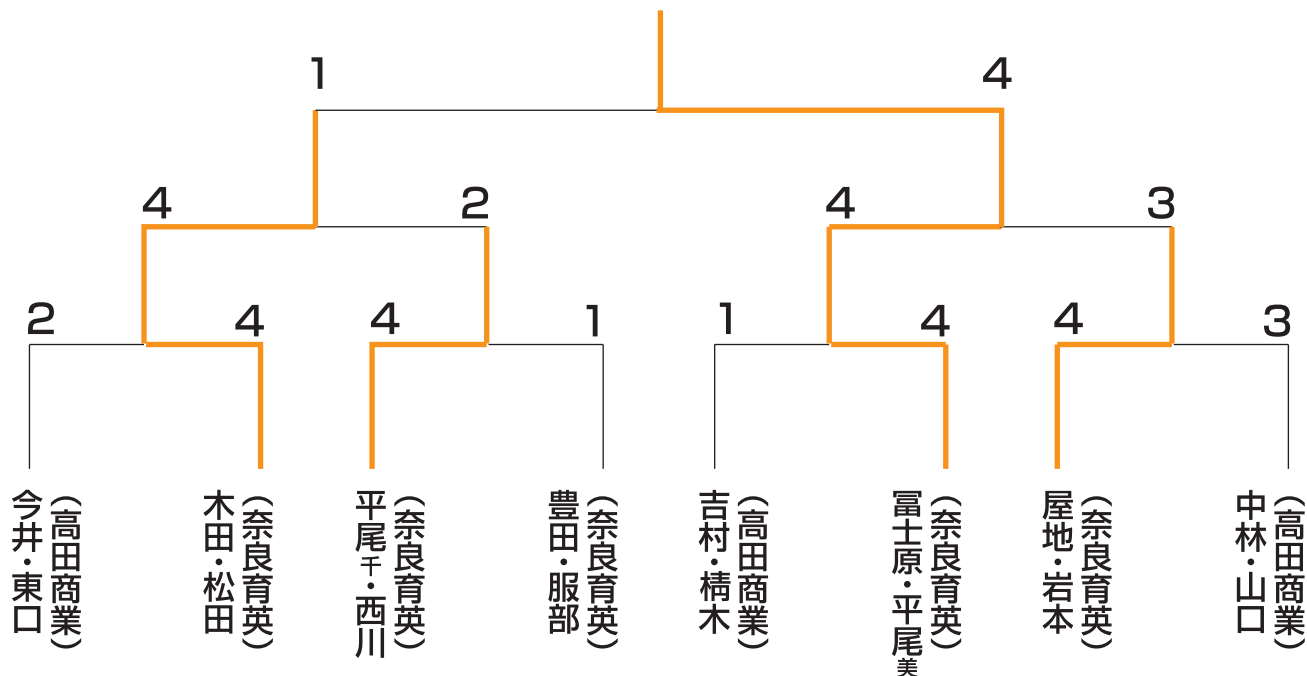 1
4
4
2
4
3
2
4
4
1
1
4
4
3
今井・東口
(高田商業)
木田・松田
(奈良育英)
平尾千・西川
(奈良育英)
豊田・服部
(奈良育英)
吉村・橋木
(高田商業)
冨士原・平尾美
(奈良育英)
屋地・岩本
(奈良育英)
中林・山口
(高田商業)